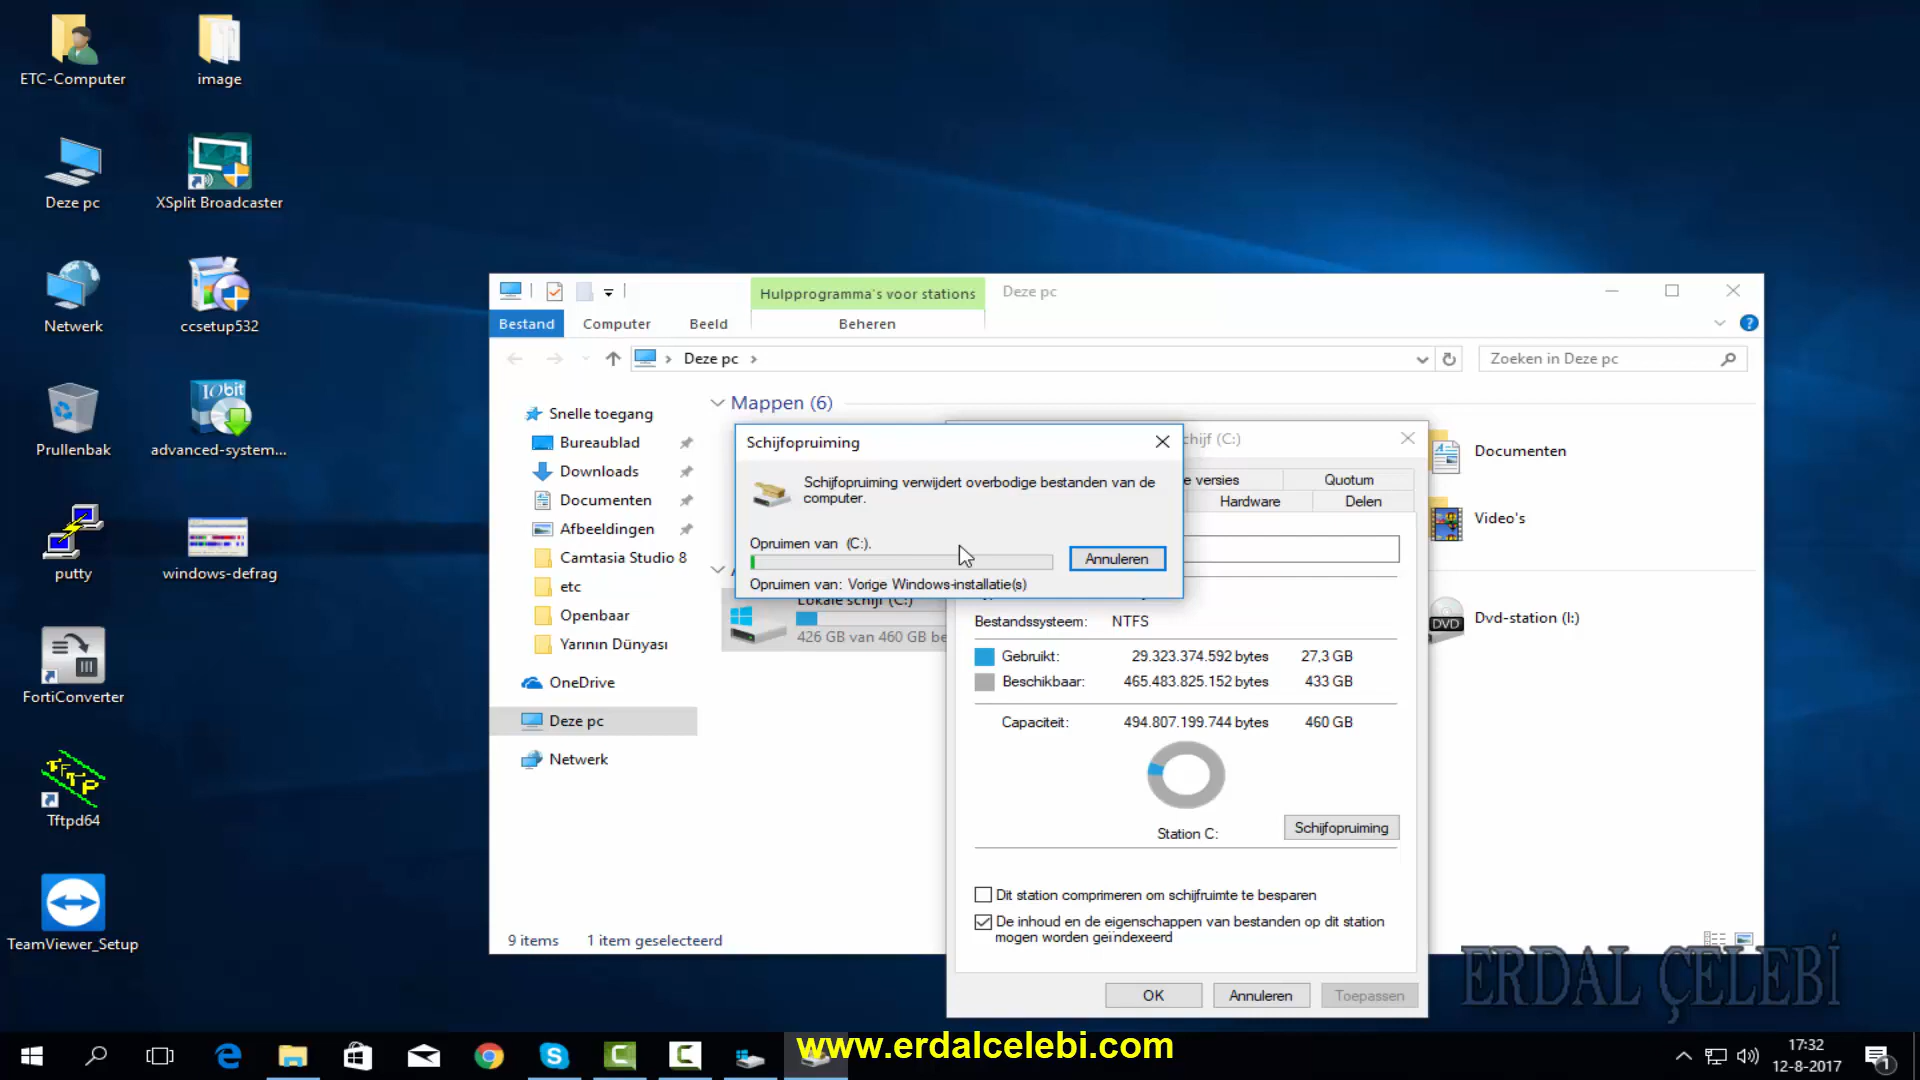 ETC-Computer
image
Deze pc
XSplit Broadcaster
Netwerk
ccsetup532
Prullenbak
IObit
advanced-system...
putty
windows-defrag
FortiConverter
TFTP
Tftpd64
TeamViewer_Setup
Hulpprogramma's voor stations
Deze pc
Bestand
Computer
Beeld
Beheren
Deze pc
Zoeken in Deze pc
Snelle toegang
Bureaublad
Downloads
Documenten
Afbeeldingen
Camtasia Studio 8
etc
Openbaar
Yarının Dünyası
OneDrive
Deze pc
Netwerk
Mappen (6)
Documenten
Video's
DVD
Dvd-station (I:)
Lokale schijf (C:)
426 GB van 460 GB be
9 items
1 item geselecteerd
Schijfopruiming
Schijfopruiming verwijdert overbodige bestanden van de
computer.
Opruimen van (C:).
Annuleren
Opruimen van: Vorige Windows-installatie(s)
chijf (C:)
e versies
Quotum
Hardware
Delen
Bestandssysteem: NTFS
Gebruikt: 29.323.374.592 bytes 27,3 GB
Beschikbaar: 465.483.825.152 bytes 433 GB
Capaciteit: 494.807.199.744 bytes 460 GB
Station C:
Schijfopruiming
Dit station comprimeren om schijfruimte te besparen
De inhoud en de eigenschappen van bestanden op dit station
mogen worden geïndexeerd
OK
Annuleren
Toepassen
ERDAL ÇELEBİ
www.erdalcelebi.com
17:32
12-8-2017
1